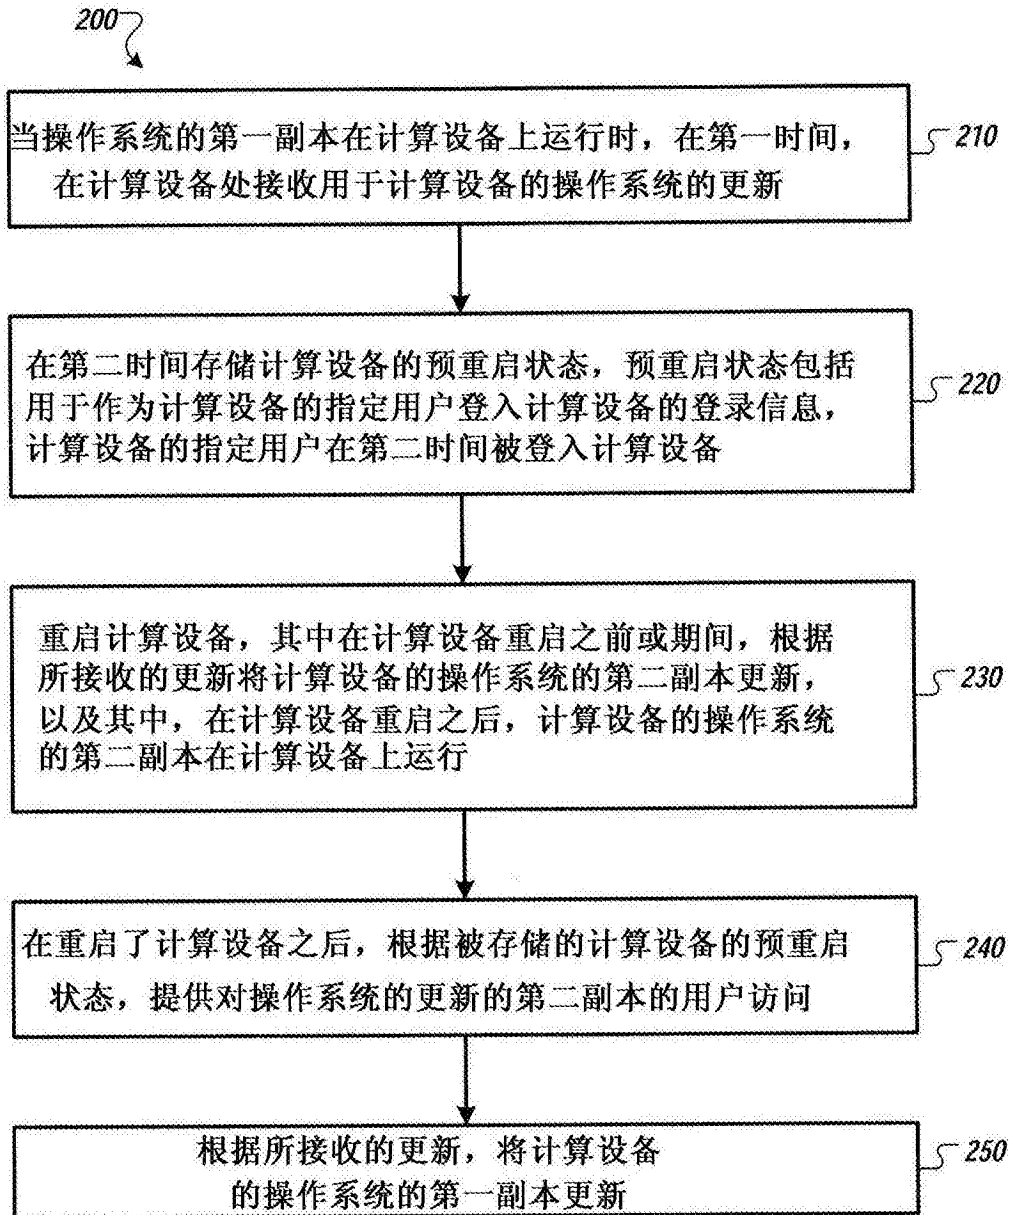 200
当操作系统的第一副本在计算设备上运行时，在第一时间，
在计算设备处接收用于计算设备的操作系统的更新
210
在第二时间存储计算设备的预重启状态，预重启状态包括
用于作为计算设备的指定用户登入计算设备的登录信息，
计算设备的指定用户在第二时间被登入计算设备
220
重启计算设备，其中在计算设备重启之前或期间，根据
所接收的更新将计算设备的操作系统的第二副本更新，
以及其中，在计算设备重启之后，计算设备的操作系统
的第二副本在计算设备上运行
230
在重启了计算设备之后，根据被存储的计算设备的预重启
状态，提供对操作系统的更新的第二副本的用户访问
240
根据所接收的更新，将计算设备
的操作系统的第一副本更新
250